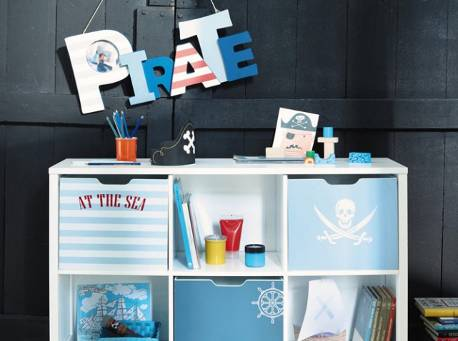 PIRATE
AT THE SEA